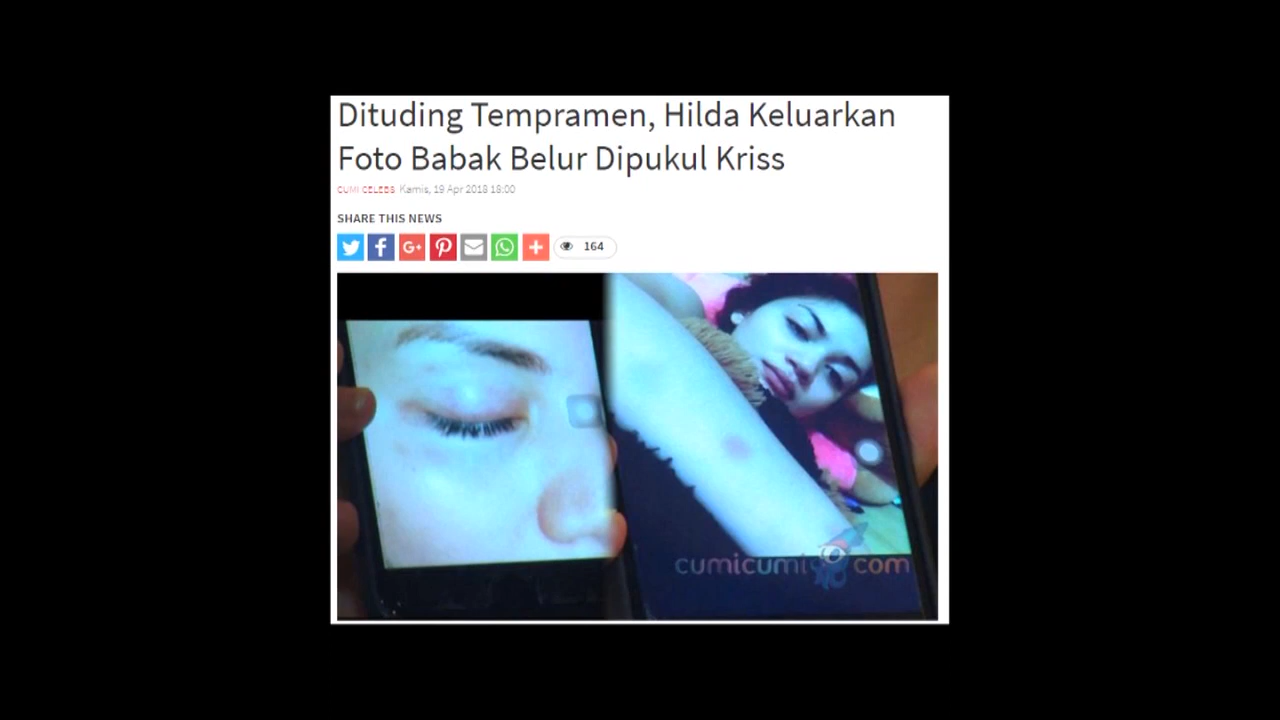 Dituding Tempramen, Hilda Keluarkan
Foto Babak Belur Dipukul Kriss
CUMI CELEBS Kamis, 19 Apr 2018 18:00
SHARE THIS NEWS
164
cumicumi com